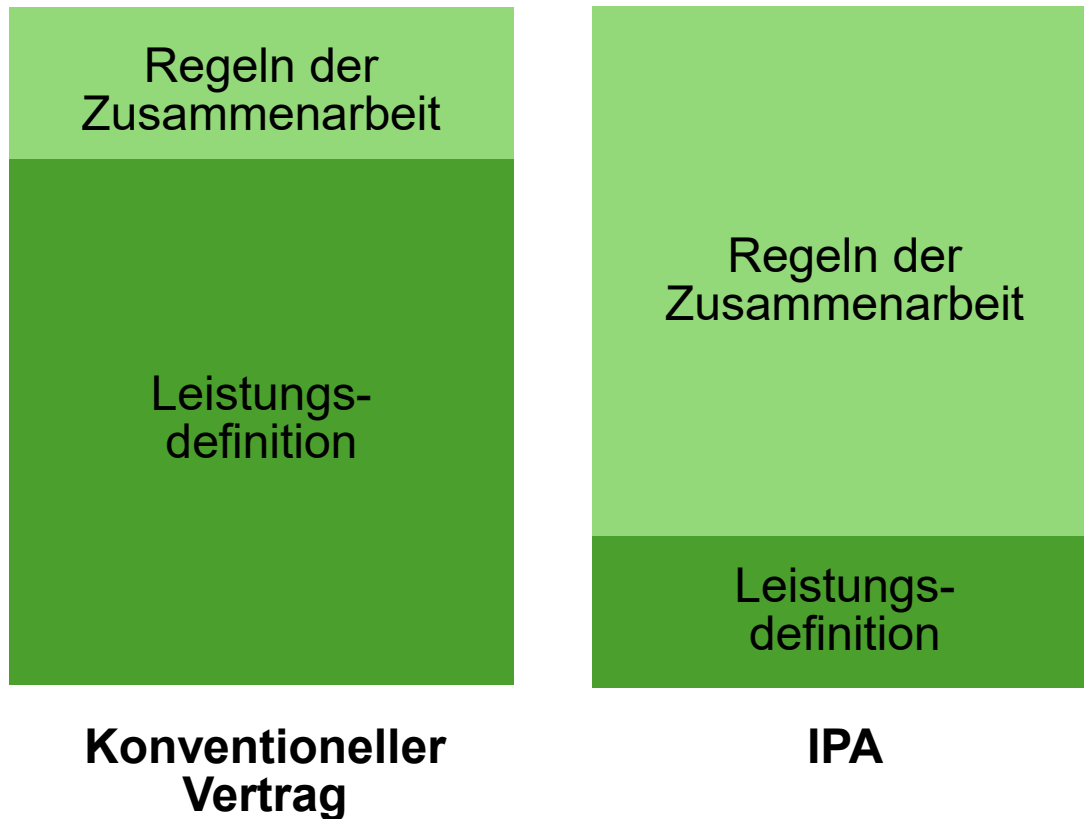 Regeln der
Zusammenarbeit
Leistungs-
definition
Konventioneller
Vertrag
Regeln der
Zusammenarbeit
Leistungs-
definition
IPA